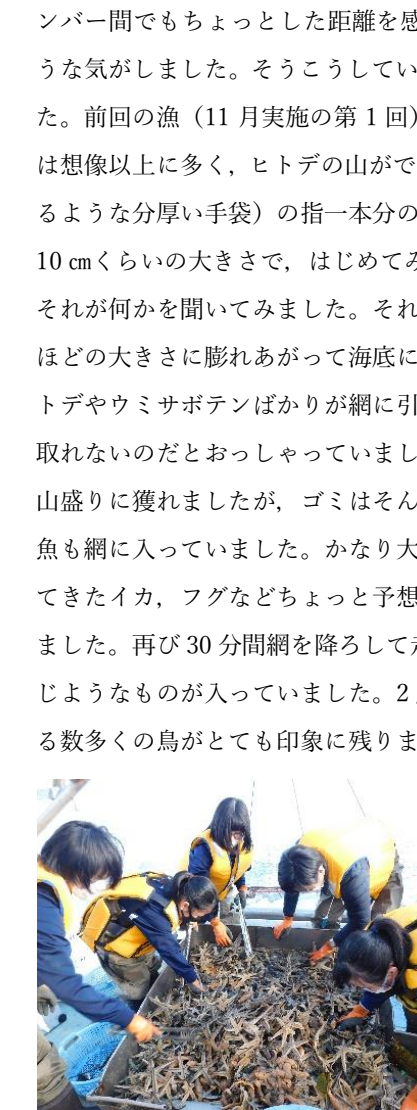 ンバー間でもちょっとした距離を感
うな気がしました。そうこうしてい
た。前回の漁（11 月実施の第 1 回）
は想像以上に多く，ヒトデの山がで
るような分厚い手袋）の指一本分の
10 ㎝くらいの大きさで，はじめてみ
それが何かを聞いてみました。それ
ほどの大きさに膨れあがって海底に
トデやウミサボテンばかりが網に引
取れないのだとおっしゃっていまし
山盛りに獲れましたが，ゴミはそん
魚も網に入っていました。かなり大
てきたイカ，フグなどちょっと予想
ました。再び 30 分間網を降ろして
じようなものが入っていました。2
る数多くの鳥がとても印象に残りま